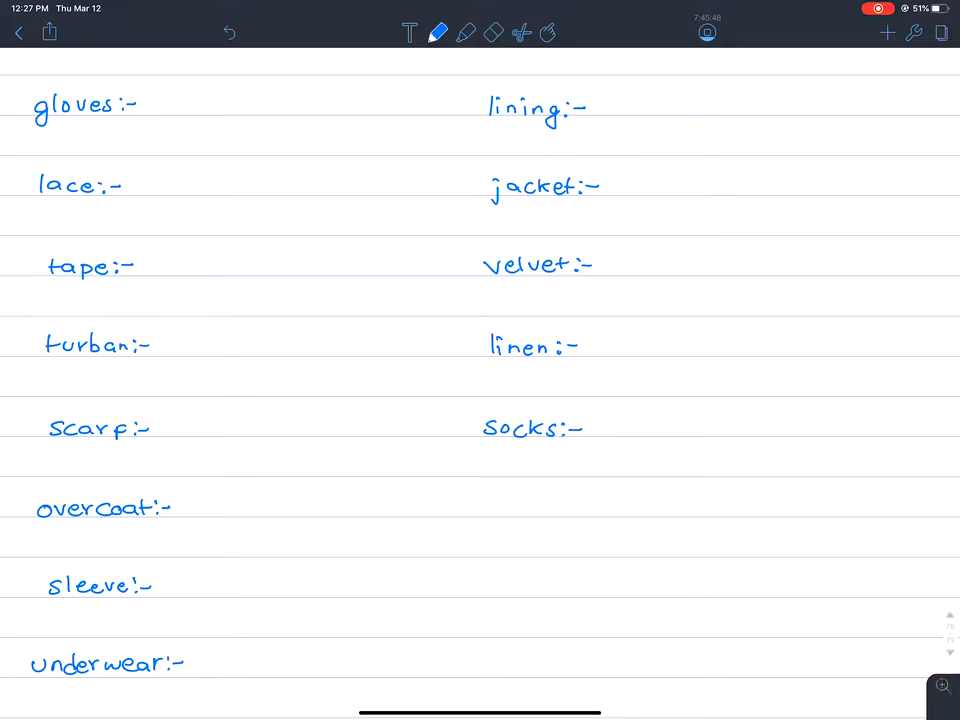 12:27 PM Thu Mar 12
51%
7:45:48
gloves:-
lace:-
tape:-
turban:-
scarf:-
overcoat:-
sleeve:-
underwear:-
lining:-
jacket:-
velvet:-
linen:-
socks:-